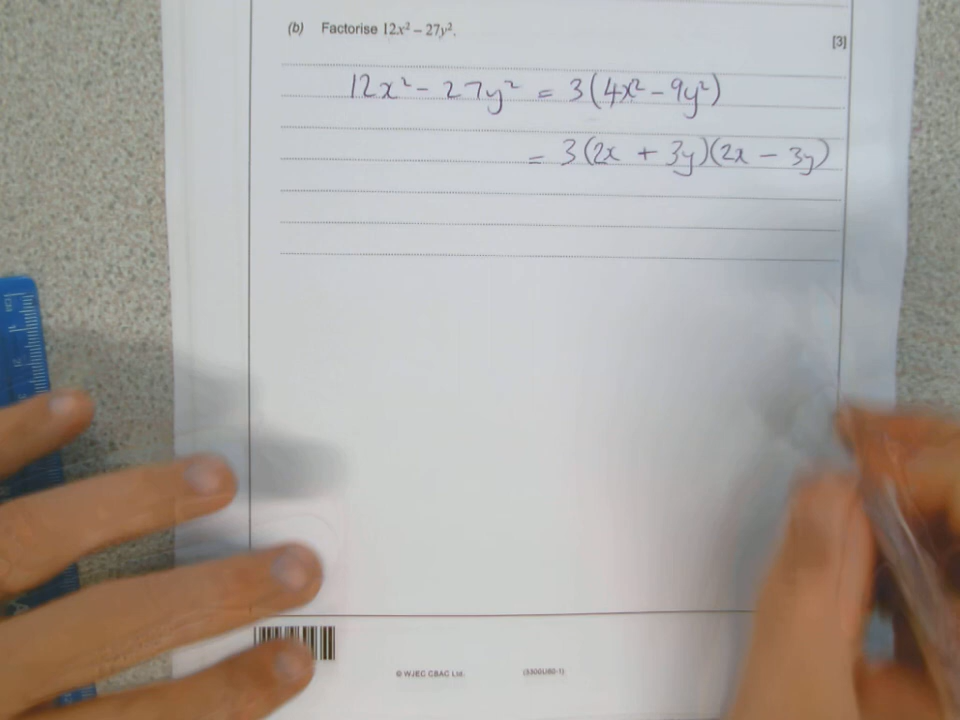 (b) Factorise 12x² – 27y².
[3]
12x² - 27y² = 3(4x² - 9y²)
= 3(2x + 3y)(2x - 3y)
© WJEC CBAC Ltd.